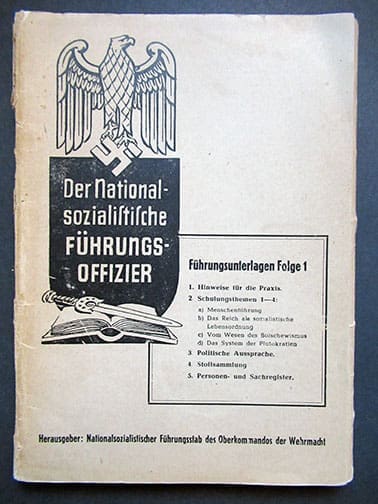 Der National-
sozialistische
FÜHRUNGS-
OFFIZIER
Führungsunterlagen Folge 1
1. Hinweise für die Praxis.
2 Schulungsthemen 1—4:
a) Menschenführung
b) Das Reich als sozialistische
Lebensordnung
c) Vom Wesen des Bolschewismus
d) Das System der Plutokratien
3 Politische Aussprache.
4 Stoffsammlung
5. Personen- und Sachregister.
Herausgeber: Nationalsozialistischer Führungsstab des Oberkommandos der Wehrmacht